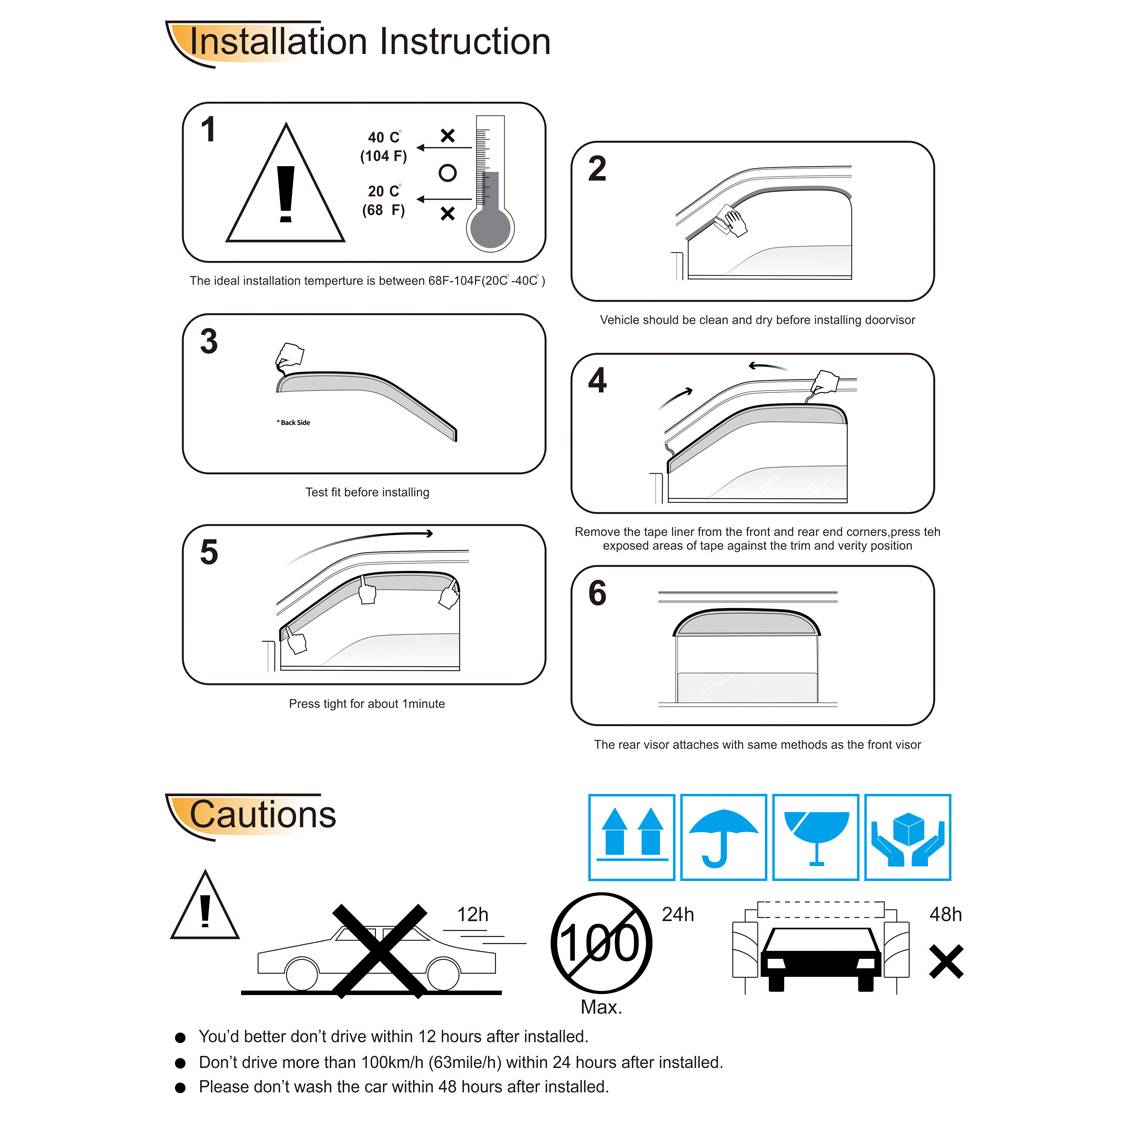 Installation Instruction
1
40 C°
(104 F)
20 C°
(68 F)
The ideal installation temperture is between 68F-104F(20C°-40C°)
2
Vehicle should be clean and dry before installing doorvisor
3
* Back Side
Test fit before installing
4
Remove the tape liner from the front and rear end corners,press teh
exposed areas of tape against the trim and verity position
5
Press tight for about 1minute
6
The rear visor attaches with same methods as the front visor
Cautions
!
12h
100
24h
Max.
48h
● You’d better don’t drive within 12 hours after installed.
● Don’t drive more than 100km/h (63mile/h) within 24 hours after installed.
● Please don’t wash the car within 48 hours after installed.